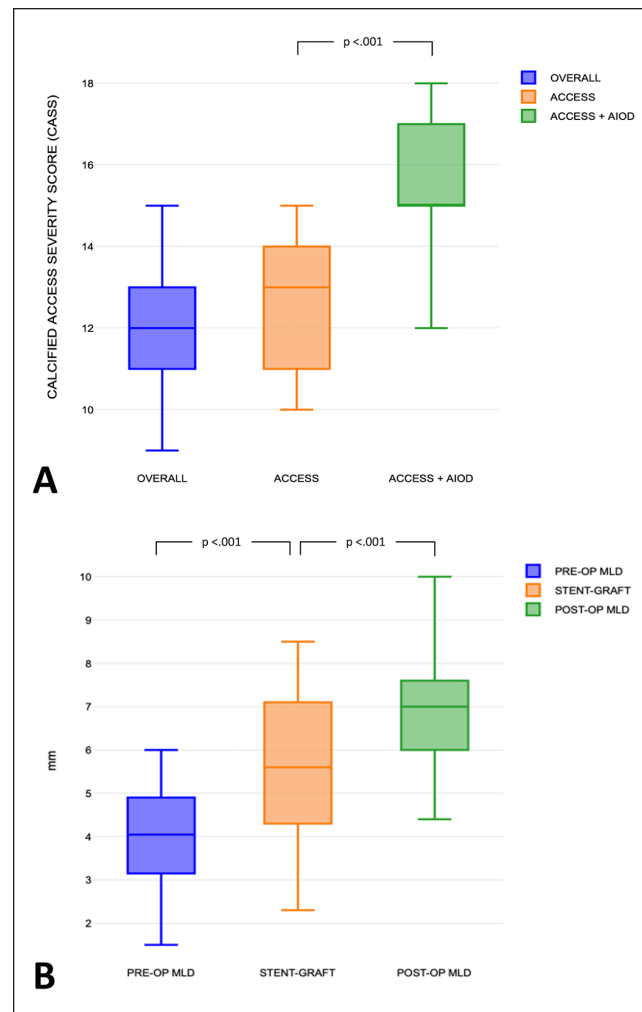 p <.001
18
16
14
12
10
CALCIFIED ACCESS SEVERITY SCORE (CASS)
OVERALL
ACCESS
ACCESS + AIOD
A
OVERALL
ACCESS
ACCESS + AIOD
p <.001
p <.001
10
9
8
7
6
5
4
3
2
mm
PRE-OP MLD
STENT-GRAFT
POST-OP MLD
B
PRE-OP MLD
STENT-GRAFT
POST-OP MLD